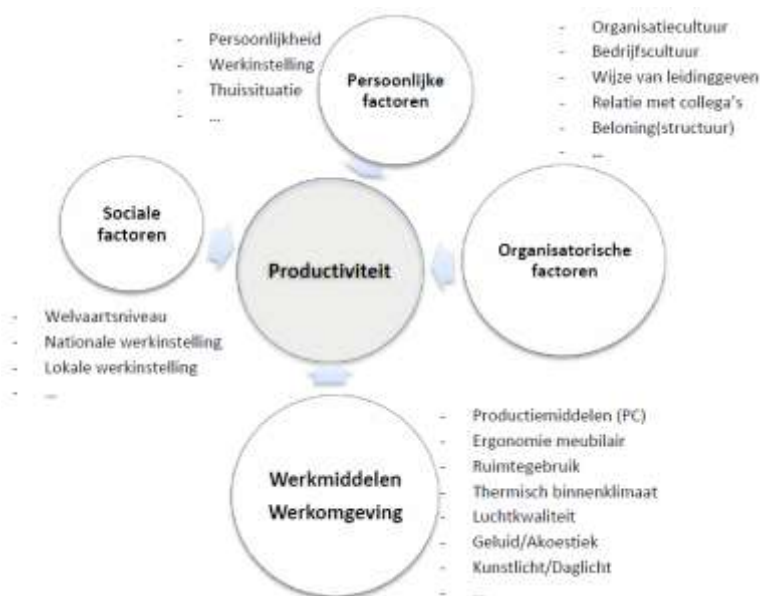 - Persoonlijkheid
- Werkinstelling
- Thuissituatie
- ...
Persoonlijke
factoren
- Organisatiecultuur
- Bedrijfscultuur
- Wijze van leidinggeven
- Relatie met collega's
- Beloning(structuur)
- ...
Sociale
factoren
Productiviteit
Organisatorische
factoren
- Welvaartsniveau
- Nationale werkinstelling
- Lokale werkinstelling
- ...
Werkmiddelen
Werkomgeving
- Productiemiddelen (PC)
- Ergonomie meubilair
- Ruimtegebruik
- Thermisch binnenklimaat
- Luchtkwaliteit
- Geluid/Akoestiek
- Kunstlicht/Daglicht
- ...